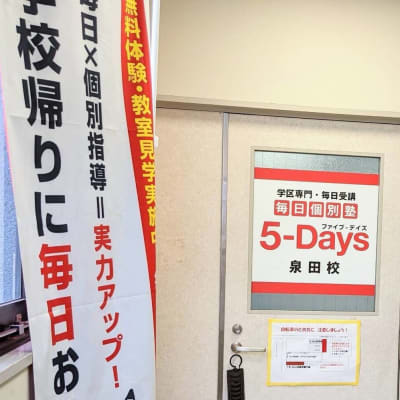 無料体験・教室見学実施中
毎日×個別指導=実力アップ!
学校帰りに毎日お
学区専門・毎日受講
毎日個別塾
ファイブ・デイズ
5-Days
泉田校